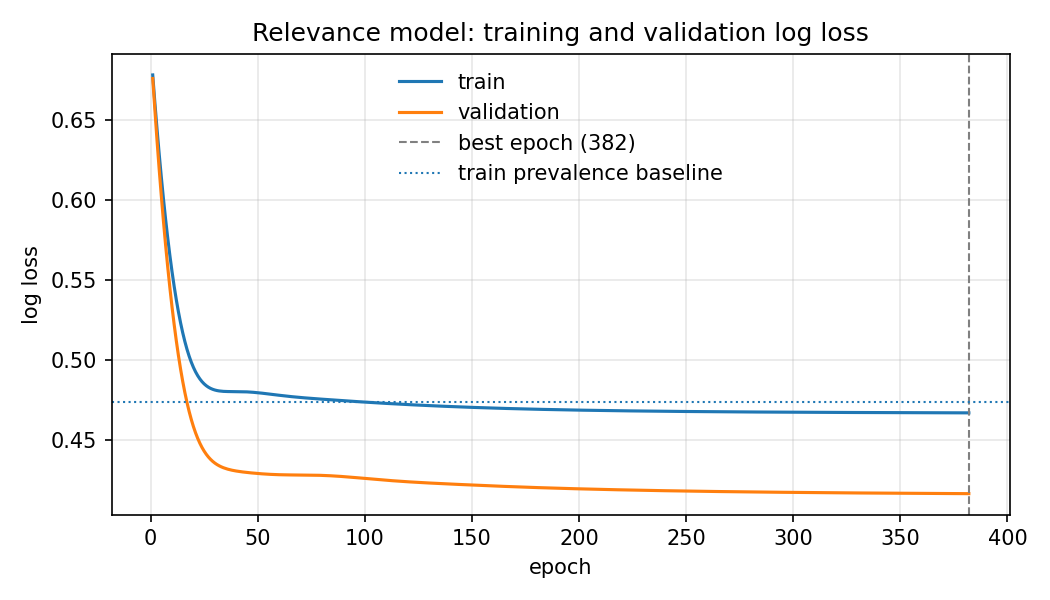 Relevance model: training and validation log loss
train
validation
best epoch (382)
train prevalence baseline
log loss
0.65
0.60
0.55
0.50
0.45
0 50 100 150 200 250 300 350 400
epoch